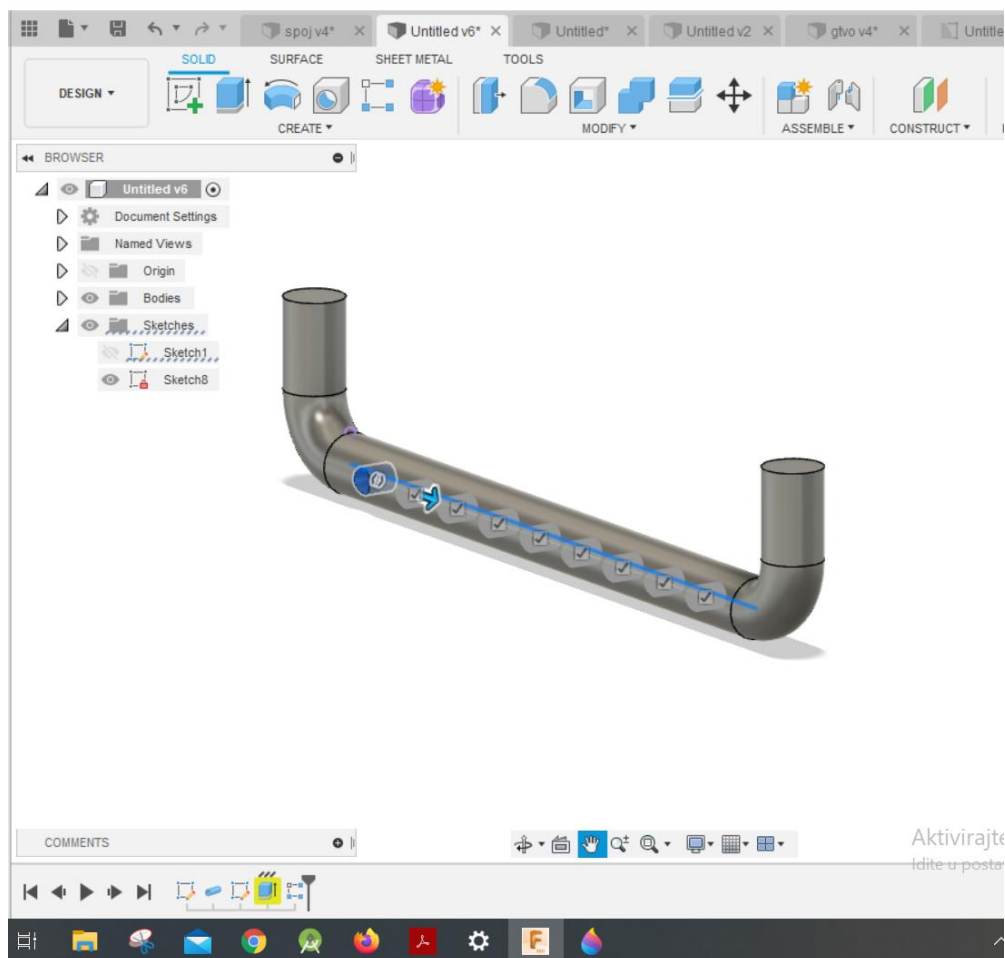 spoj v4*
Untitled v6*
Untitled*
Untitled v2
gtvo v4*
Untitle
SOLID
SURFACE
SHEET METAL
TOOLS
DESIGN
CREATE
MODIFY
ASSEMBLE
CONSTRUCT
BROWSER
Untitled v6
Document Settings
Named Views
Origin
Bodies
Sketches
Sketch1
Sketch8
COMMENTS
Aktivirajte
Idite u posta